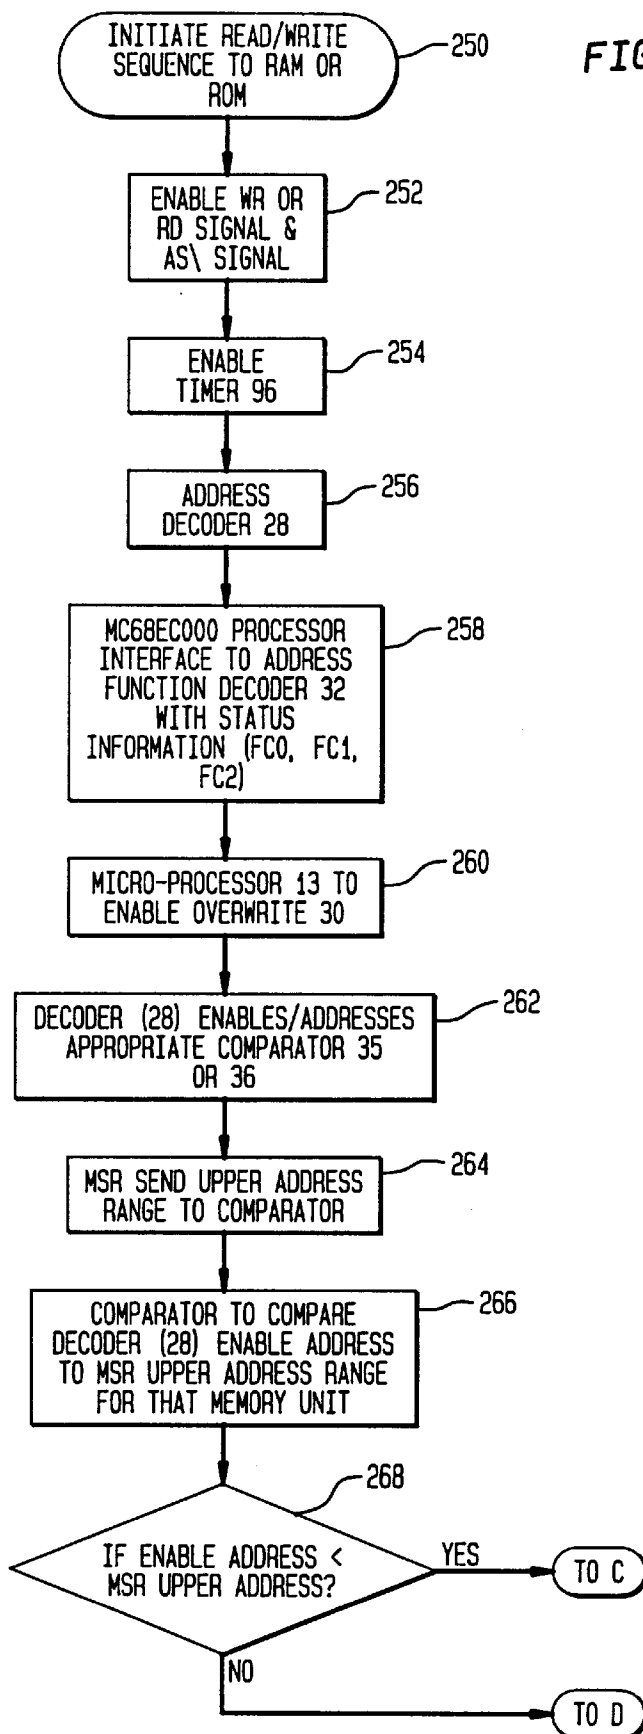 INITIATE READ/WRITE
SEQUENCE TO RAM OR
ROM
250
FIG
ENABLE WR OR
RD SIGNAL &
AS\ SIGNAL
252
ENABLE
TIMER 96
254
ADDRESS
DECODER 28
256
MC68EC000 PROCESSOR
INTERFACE TO ADDRESS
FUNCTION DECODER 32
WITH STATUS
INFORMATION (FC0, FC1,
FC2)
258
MICRO-PROCESSOR 13 TO
ENABLE OVERWRITE 30
260
DECODER (28) ENABLES/ADDRESSES
APPROPRIATE COMPARATOR 35
OR 36
262
MSR SEND UPPER ADDRESS
RANGE TO COMPARATOR
264
COMPARATOR TO COMPARE
DECODER (28) ENABLE ADDRESS
TO MSR UPPER ADDRESS RANGE
FOR THAT MEMORY UNIT
266
268
IF ENABLE ADDRESS <
MSR UPPER ADDRESS?
YES
TO C
NO
TO D